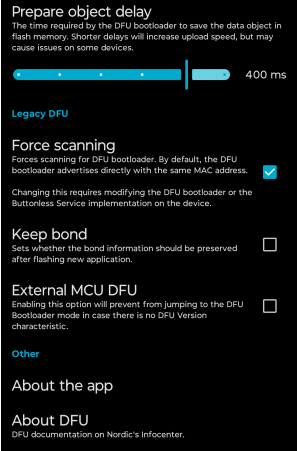 Prepare object delay
The time required by the DFU bootloader to save the data object in
flash memory. Shorter delays will increase upload speed, but may
cause issues on some devices.
400 ms
Legacy DFU
Force scanning
Forces scanning for DFU bootloader. By default, the DFU
bootloader advertises directly with the same MAC address.
Changing this requires modifying the DFU bootloader or the
Buttonless Service implementation on the device.
Keep bond
Sets whether the bond information should be preserved
after flashing new application.
External MCU DFU
Enabling this option will prevent from jumping to the DFU
Bootloader mode in case there is no DFU Version
characteristic.
Other
About the app
About DFU
DFU documentation on Nordic's Infocenter.